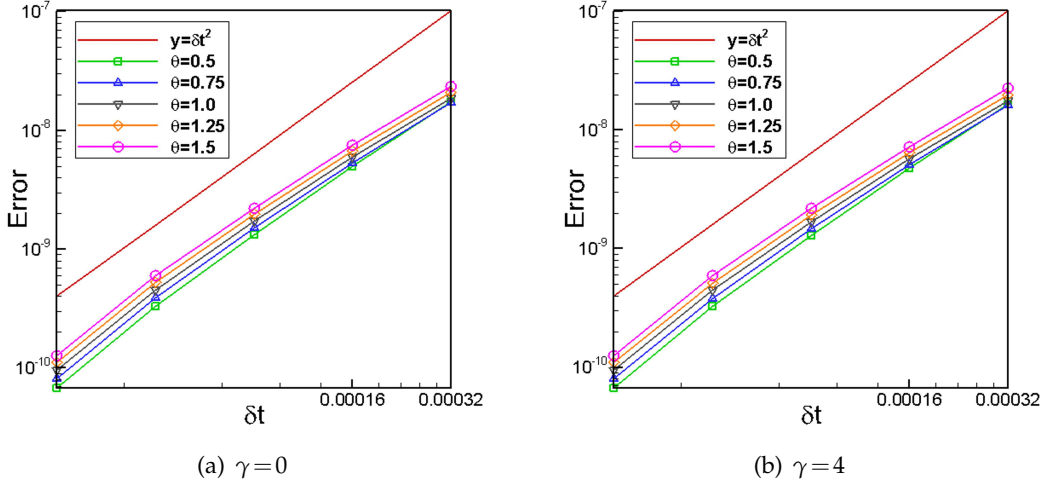 10⁻⁷
10⁻⁸
10⁻⁹
10⁻¹⁰
Error
y=δt²
θ=0.5
θ=0.75
θ=1.0
θ=1.25
θ=1.5
0.00016
0.00032
δt
(a) γ=0
10⁻⁷
10⁻⁸
10⁻⁹
10⁻¹⁰
Error
y=δt²
θ=0.5
θ=0.75
θ=1.0
θ=1.25
θ=1.5
0.00016
0.00032
δt
(b) γ=4